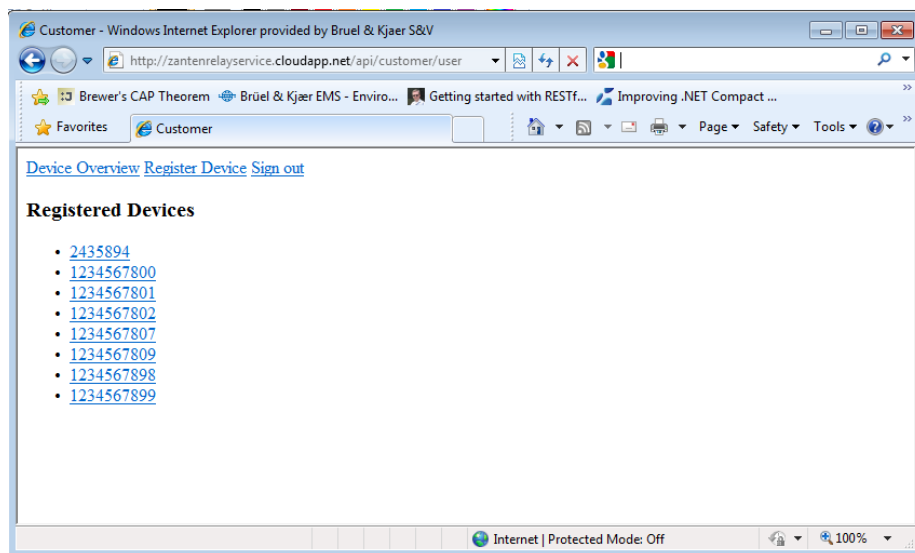 Customer - Windows Internet Explorer provided by Bruel & Kjaer S&V
http://zantenrelayservice.cloudapp.net/api/customer/user
Brewer's CAP Theorem Brüel & Kjær EMS - Enviro... Getting started with RESTf... Improving .NET Compact ...
Favorites Customer Page Safety Tools
Device Overview Register Device Sign out
Registered Devices
• 2435894
• 1234567800
• 1234567801
• 1234567802
• 1234567807
• 1234567809
• 1234567898
• 1234567899
Internet | Protected Mode: Off 100%